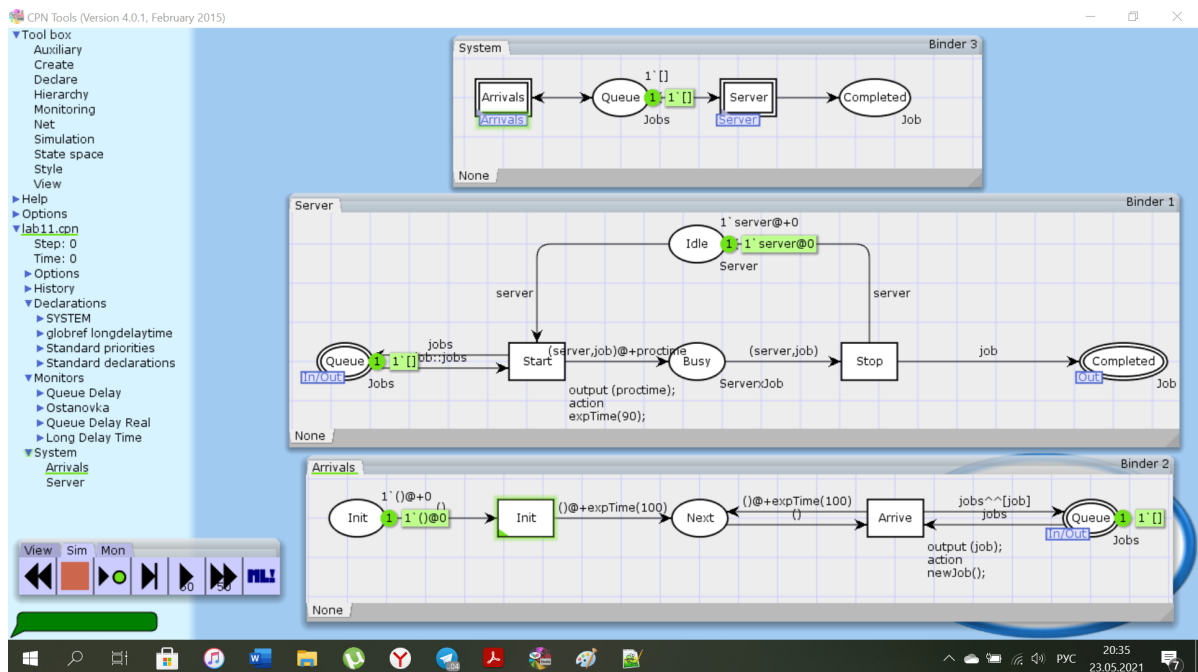 CPN Tools (Version 4.0.1, February 2015)
Tool box
Auxiliary
Create
Declare
Hierarchy
Monitoring
Net
Simulation
State space
Style
View
Help
Options
lab11.cpn
Step: 0
Time: 0
Options
History
Declarations
SYSTEM
globref longdelaytime
Standard priorities
Standard declarations
Monitors
Queue Delay
Ostanovka
Queue Delay Real
Long Delay Time
System
Arrivals
Server
View Sim Mon
50 50 ML!
System Binder 3
1`[]
Arrivals Queue 1 1`[] Server Completed
Arrivals Jobs Server Job
None
Server Binder 1
1`server@+0
Idle 1 1`server@0
Server
server server
jobs
Queue 1 1`[] job::jobs Start (server,job)@+proctime Busy (server,job) Stop job Completed
In/Out Jobs ServerxJob Out Job
output (proctime);
action
expTime(90);
None
Arrivals Binder 2
1`()@+0
()
Init 1 1`()@0 Init ()@+expTime(100) Next ()@+expTime(100) () Arrive jobs^^[job] jobs Queue 1 1`[]
In/Out Jobs
output (job);
action
newJob();
None
04
РУС
20:35
23.05.2021
7